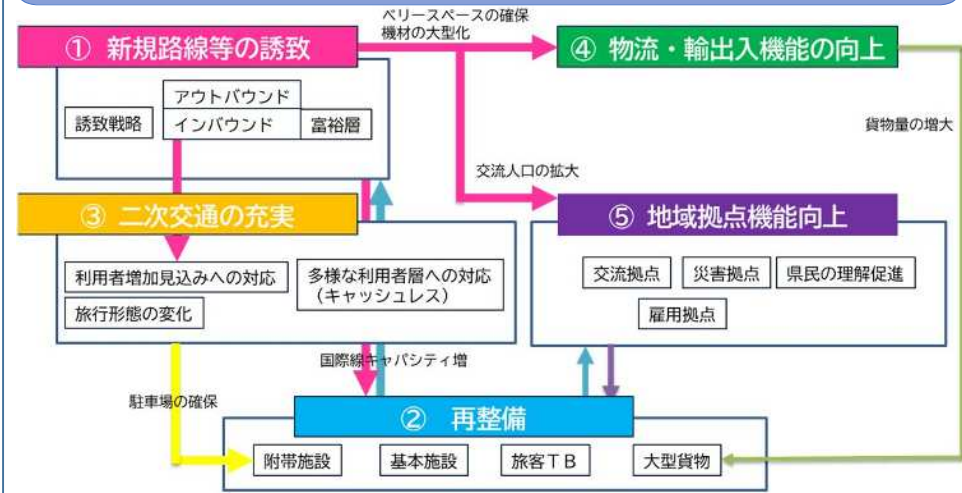 ベリースペースの確保
機材の大型化
① 新規路線等の誘致
④ 物流・輸出入機能の向上
アウトバウンド
誘致戦略
インバウンド
富裕層
貨物量の増大
交流人口の拡大
③ 二次交通の充実
⑤ 地域拠点機能向上
利用者増加見込みへの対応
多様な利用者層への対応
(キャッシュレス)
旅行形態の変化
交流拠点
災害拠点
県民の理解促進
雇用拠点
国際線キャパシティ増
駐車場の確保
② 再整備
附帯施設
基本施設
旅客TB
大型貨物